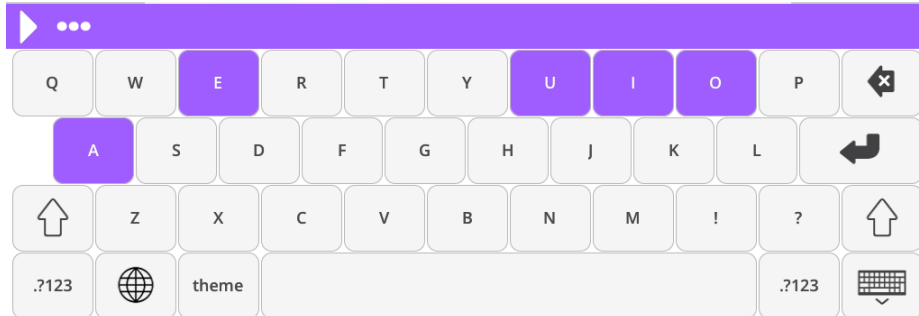 •••
Q W E R T Y U I O P
A S D F G H J K L
Z X C V B N M ! ?
.?123 theme .?123